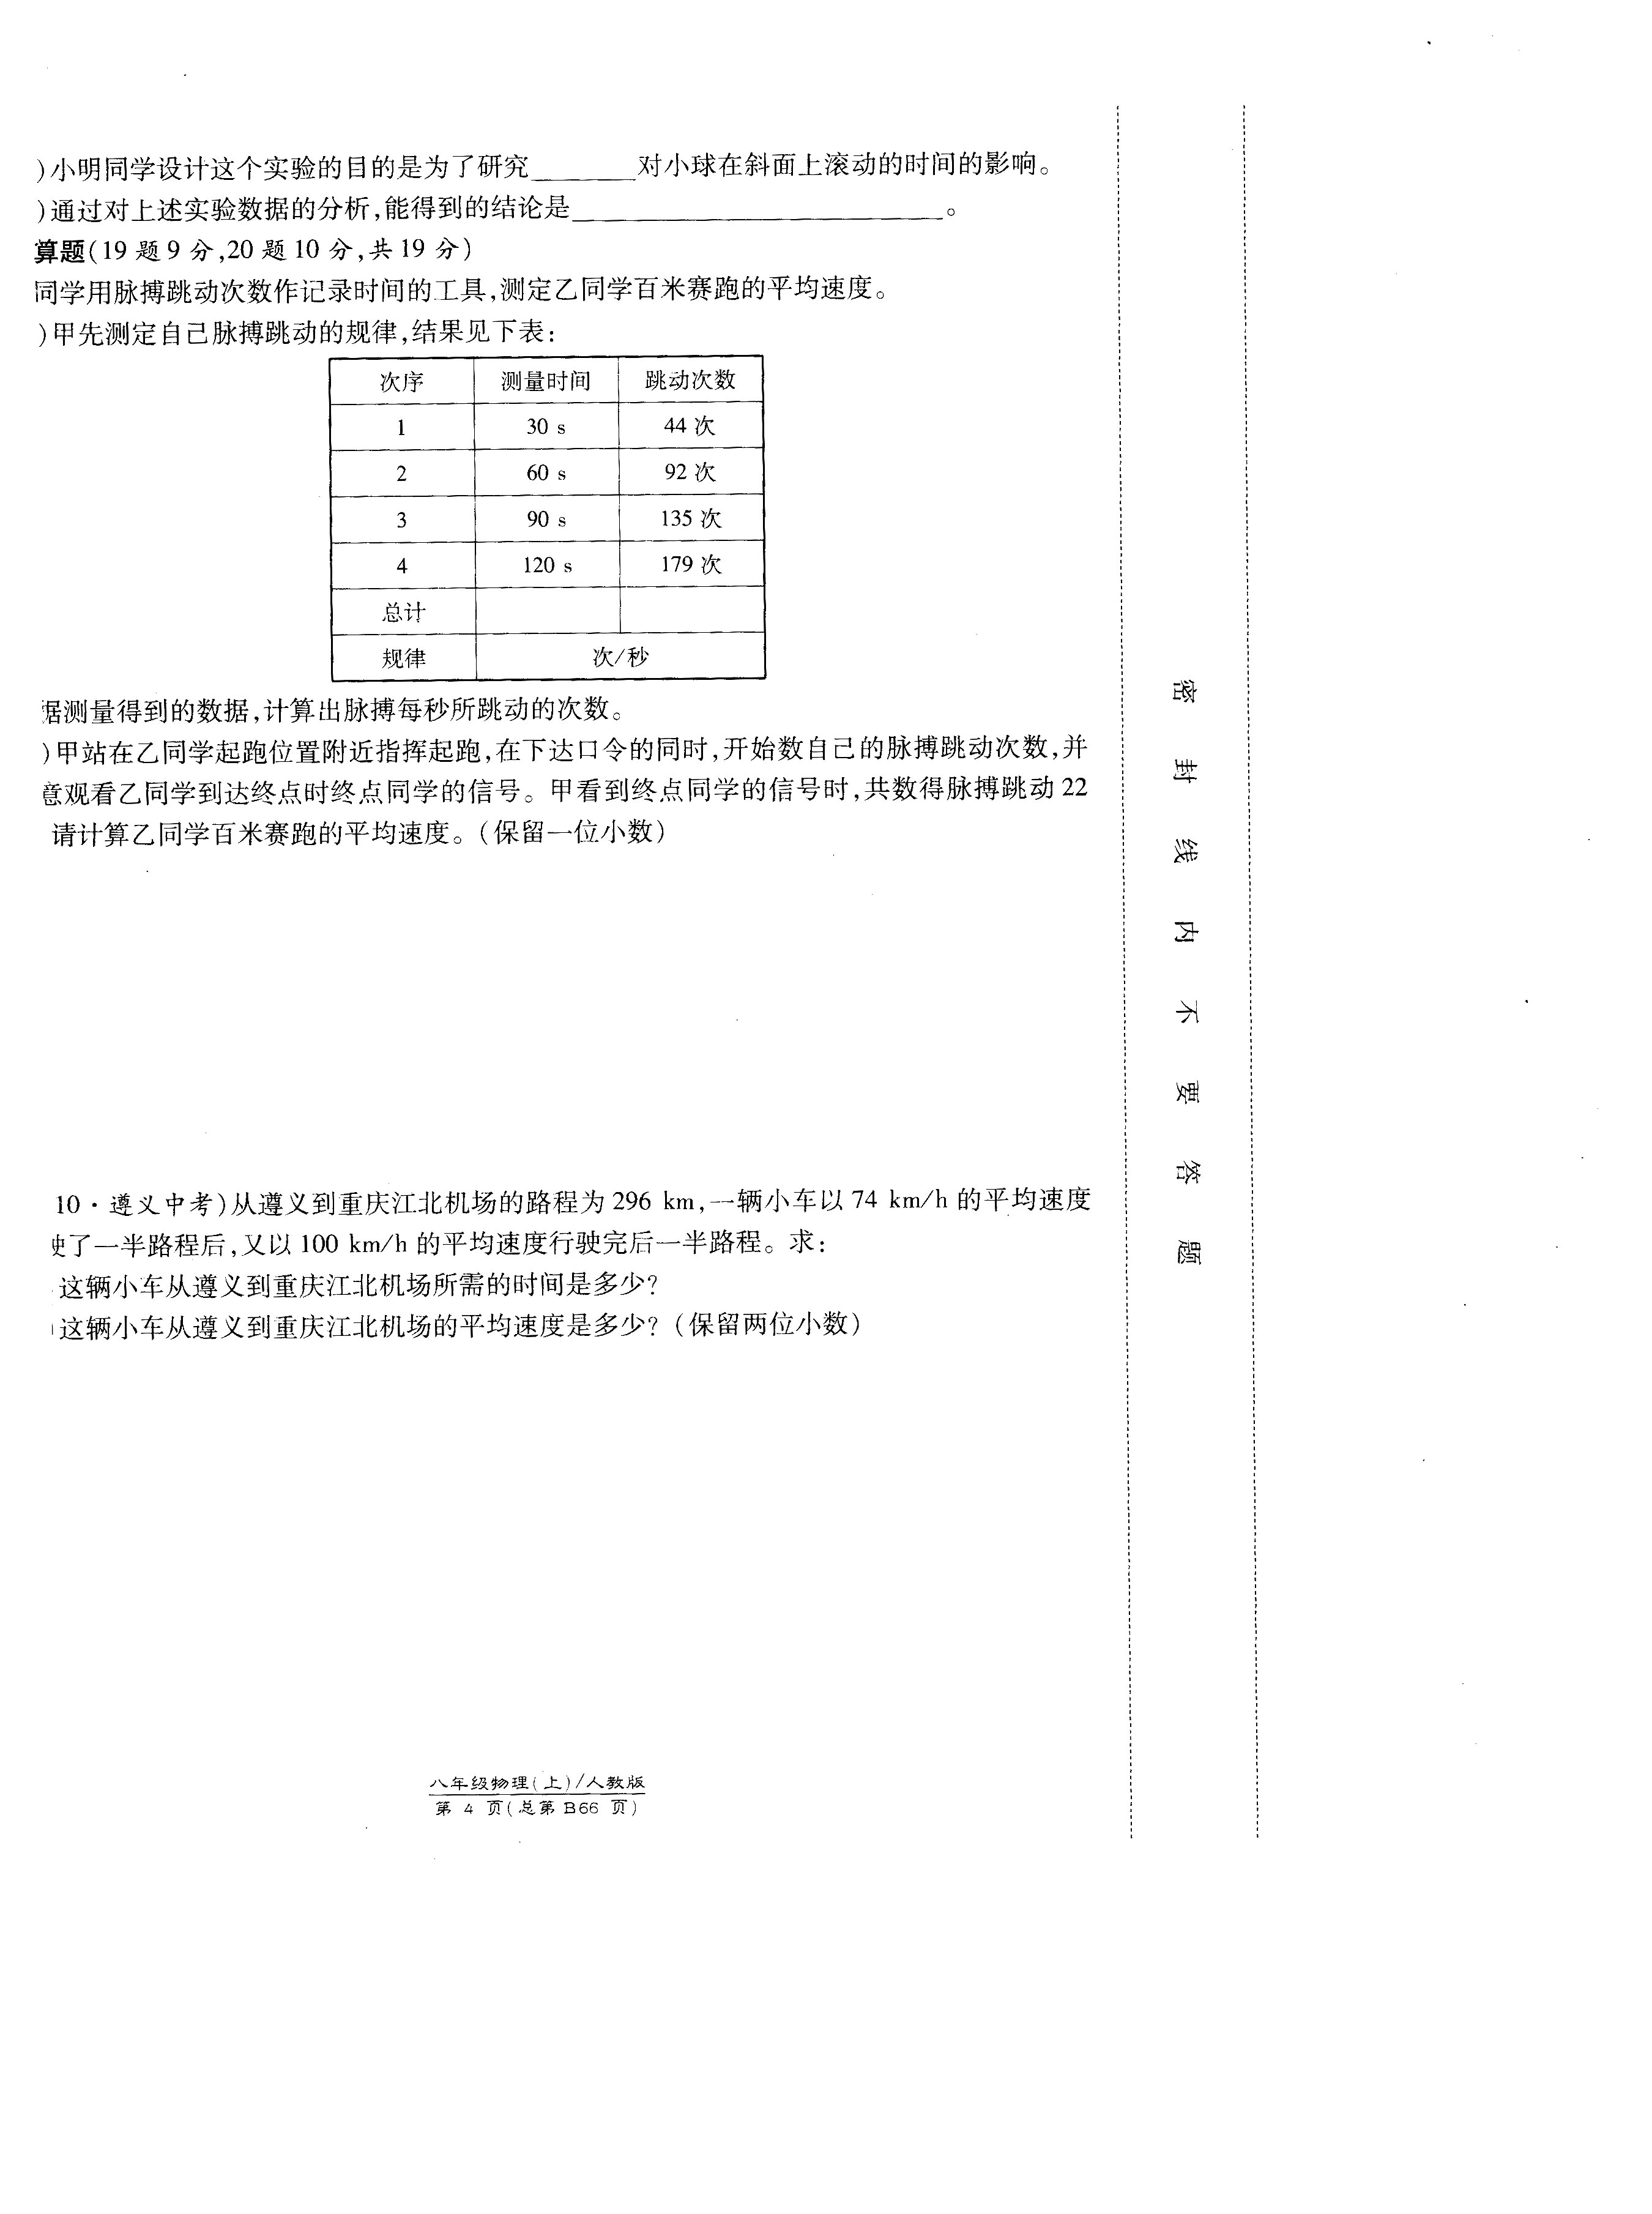 )小明同学设计这个实验的目的是为了研究________对小球在斜面上滚动的时间的影响。
)通过对上述实验数据的分析,能得到的结论是____________________________。
算题(19 题 9 分,20 题 10 分,共 19 分)
同学用脉搏跳动次数作记录时间的工具,测定乙同学百米赛跑的平均速度。
)甲先测定自己脉搏跳动的规律,结果见下表:
次序 测量时间 跳动次数
1 30 s 44 次
2 60 s 92 次
3 90 s 135 次
4 120 s 179 次
总计
规律 次/秒
据测量得到的数据,计算出脉搏每秒所跳动的次数。
)甲站在乙同学起跑位置附近指挥起跑,在下达口令的同时,开始数自己的脉搏跳动次数,并
意观看乙同学到达终点时终点同学的信号。甲看到终点同学的信号时,共数得脉搏跳动 22
请计算乙同学百米赛跑的平均速度。(保留一位小数)
10·遵义中考)从遵义到重庆江北机场的路程为 296 km,一辆小车以 74 km/h 的平均速度
了一半路程后,又以 100 km/h 的平均速度行驶完后一半路程。求:
这辆小车从遵义到重庆江北机场所需的时间是多少?
这辆小车从遵义到重庆江北机场的平均速度是多少?(保留两位小数)
八年级物理(上)/人教版
第 4 页(总第 B66 页)
密封线内不要答题